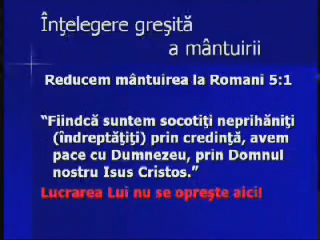 Înţelegere greşită
a mântuirii
Reducem mântuirea la Romani 5:1
“Fiindcă suntem socotiţi neprihăniţi
(îndreptăţiţi) prin credinţă, avem
pace cu Dumnezeu, prin Domnul
nostru Isus Cristos.”
Lucrarea Lui nu se opreşte aici!